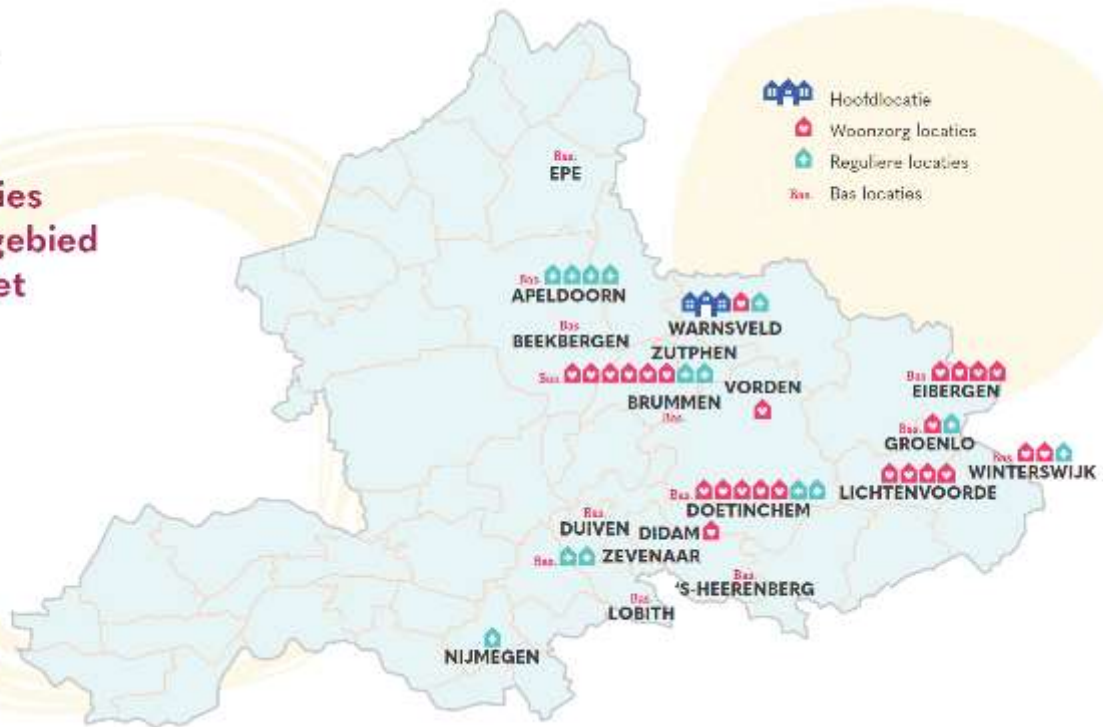 ies
gebied
et
Hoofdlocatie
Woonzorg locaties
Reguliere locaties
Bas. Bas locaties
Bas.
EPE
Bas.
APELDOORN
WARNSVELD
Bas
BEEKBERGEN
ZUTPHEN
Bas.
VORDEN
BRUMMEN
Bas.
Bas.
EIBERGEN
Bas.
GROENLO
Bas.
WINTERSWIJK
LICHTENVOORDE
Bas.
DOETINCHEM
Bas.
DUIVEN
DIDAM
Bas.
ZEVENAAR
Bas.
'S-HEERENBERG
Bas.
LOBITH
NIJMEGEN